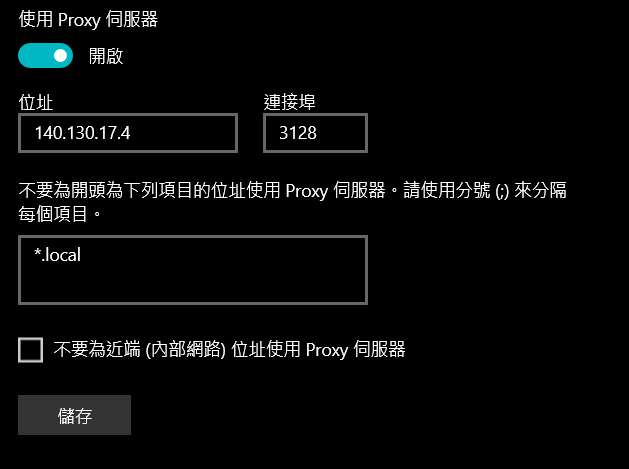 使用 Proxy 伺服器
開啟
位址 連接埠
140.130.17.4 3128
不要為開頭為下列項目的位址使用 Proxy 伺服器。請使用分號 (;) 來分隔
每個項目。
*.local
不要為近端 (內部網路) 位址使用 Proxy 伺服器
儲存